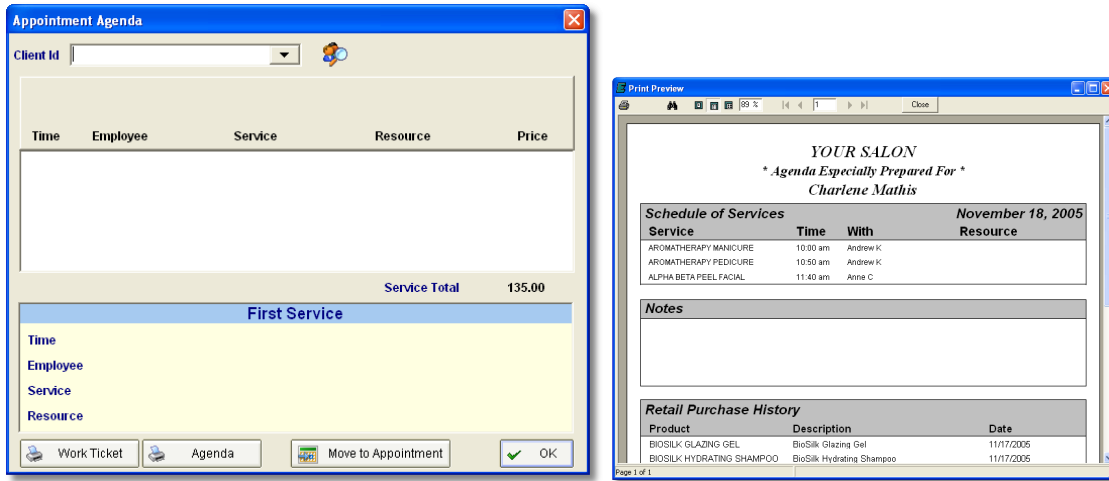 Appointment Agenda
Client Id
Time Employee Service Resource Price
Service Total 135.00
First Service
Time
Employee
Service
Resource
Work Ticket Agenda Move to Appointment OK
Print Preview
89 % 1 Close
YOUR SALON
* Agenda Especially Prepared For *
Charlene Mathis
Schedule of Services November 18, 2005
Service Time With Resource
AROMATHERAPY MANICURE 10:00 am Andrew K
AROMATHERAPY PEDICURE 10:50 am Andrew K
ALPHA BETA PEEL FACIAL 11:40 am Anne C
Notes
Retail Purchase History
Product Description Date
BIOSILK GLAZING GEL BioSilk Glazing Gel 11/17/2005
BIOSILK HYDRATING SHAMPOO BioSilk Hydrating Shampoo 11/17/2005
Page 1 of 1